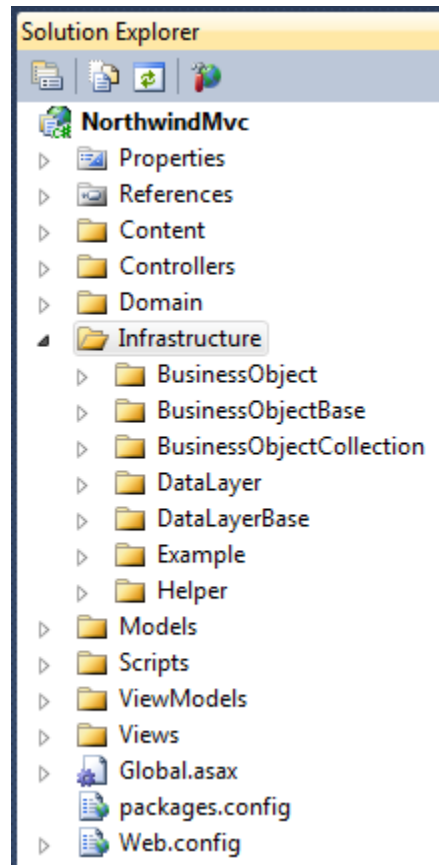 Solution Explorer
NorthwindMvc
Properties
References
Content
Controllers
Domain
Infrastructure
BusinessObject
BusinessObjectBase
BusinessObjectCollection
DataLayer
DataLayerBase
Example
Helper
Models
Scripts
ViewModels
Views
Global.asax
packages.config
Web.config